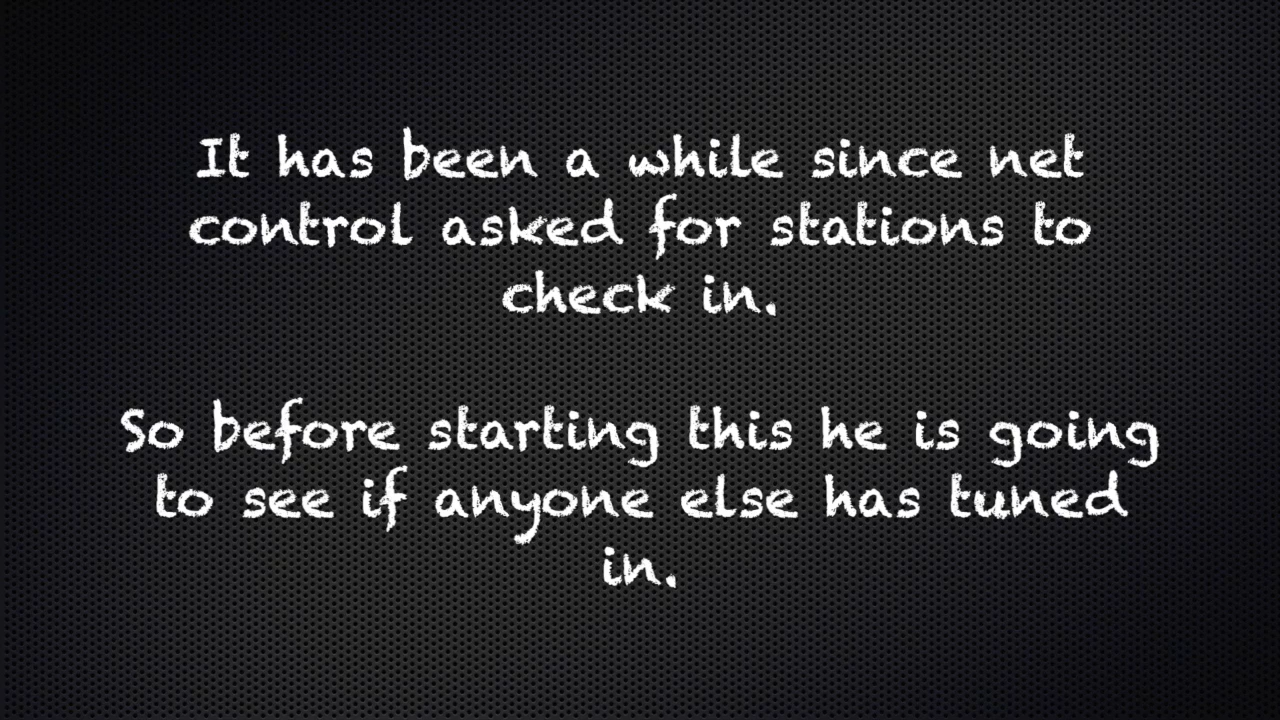 It has been a while since net
control asked for stations to
check in.
So before starting this he is going
to see if anyone else has tuned
in.